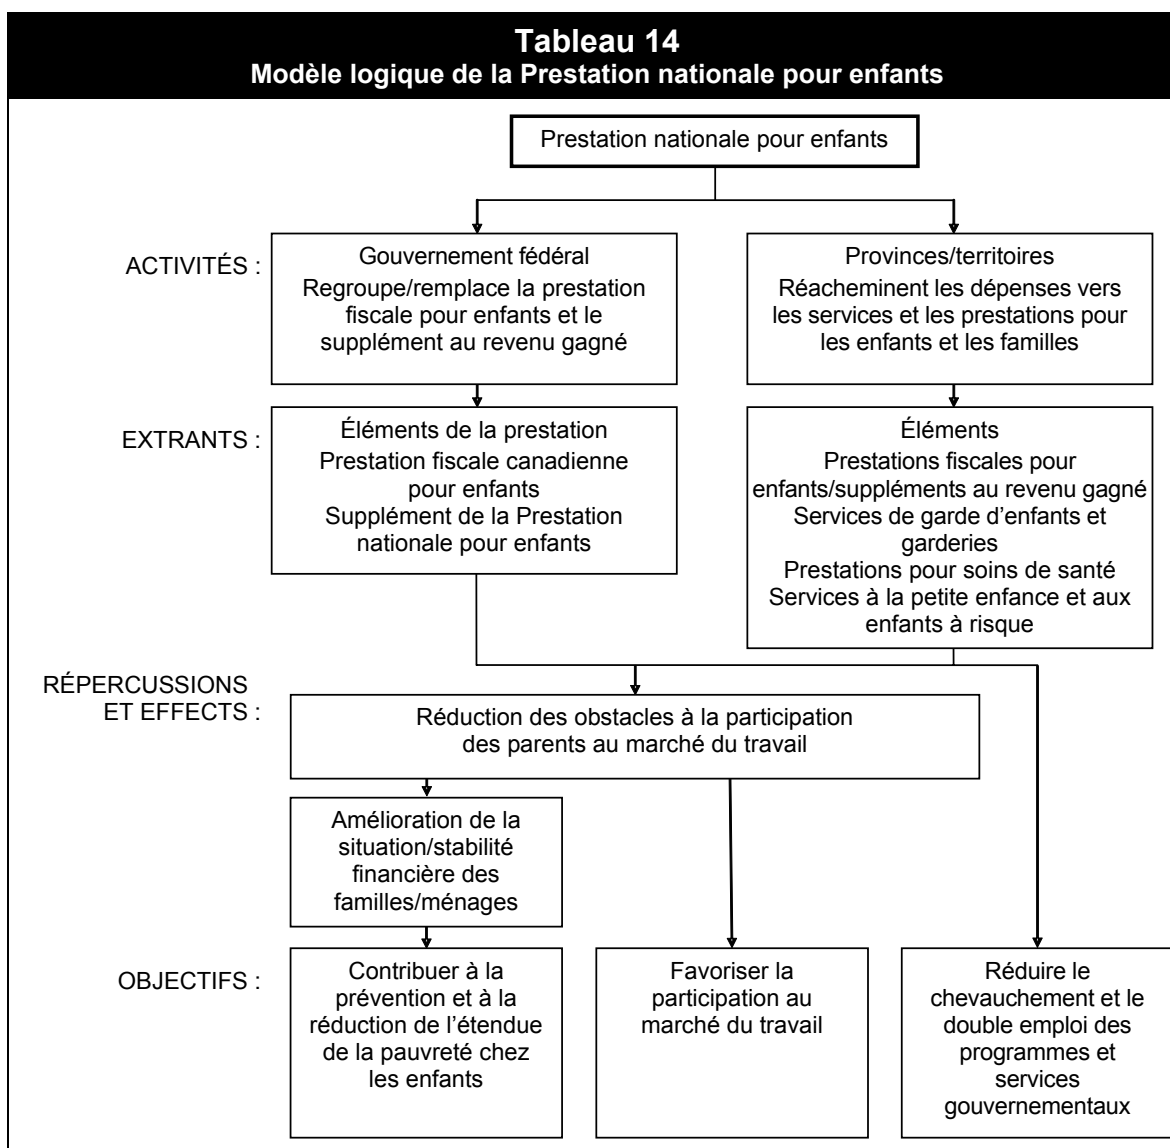 Tableau 14
Modèle logique de la Prestation nationale pour enfants
Prestation nationale pour enfants
ACTIVITÉS :
Gouvernement fédéral
Regroupe/remplace la prestation
fiscale pour enfants et le
supplément au revenu gagné
Provinces/territoires
Réacheminent les dépenses vers
les services et les prestations pour
les enfants et les familles
EXTRANTS :
Éléments de la prestation
Prestation fiscale canadienne
pour enfants
Supplément de la Prestation
nationale pour enfants
Éléments
Prestations fiscales pour
enfants/suppléments au revenu gagné
Services de garde d'enfants et
garderies
Prestations pour soins de santé
Services à la petite enfance et aux
enfants à risque
RÉPERCUSSIONS
ET EFFECTS :
Réduction des obstacles à la participation
des parents au marché du travail
Amélioration de la
situation/stabilité
financière des
familles/ménages
OBJECTIFS :
Contribuer à la
prévention et à la
réduction de l'étendue
de la pauvreté chez
les enfants
Favoriser la
participation au
marché du travail
Réduire le
chevauchement et le
double emploi des
programmes et
services
gouvernementaux